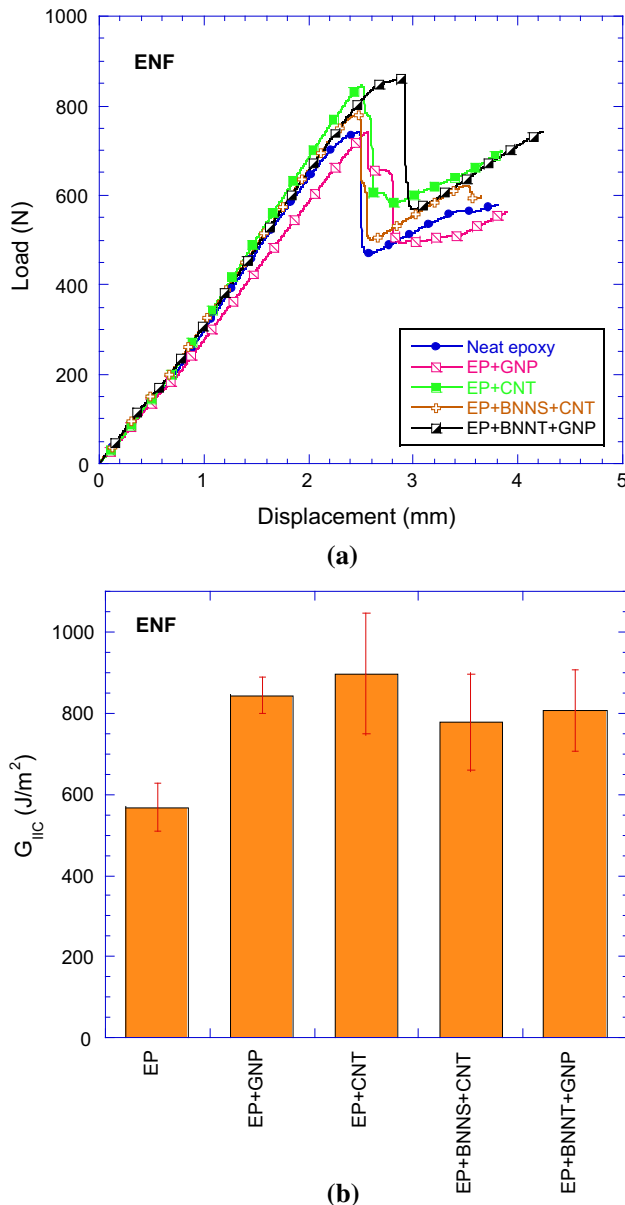 1000
800
600
400
200
0
Load (N)
ENF
Neat epoxy
EP+GNP
EP+CNT
EP+BNNS+CNT
EP+BNNT+GNP
0 1 2 3 4 5
Displacement (mm)
(a)
1000
800
600
400
200
0
G_IIC (J/m²)
ENF
EP
EP+GNP
EP+CNT
EP+BNNS+CNT
EP+BNNT+GNP
(b)